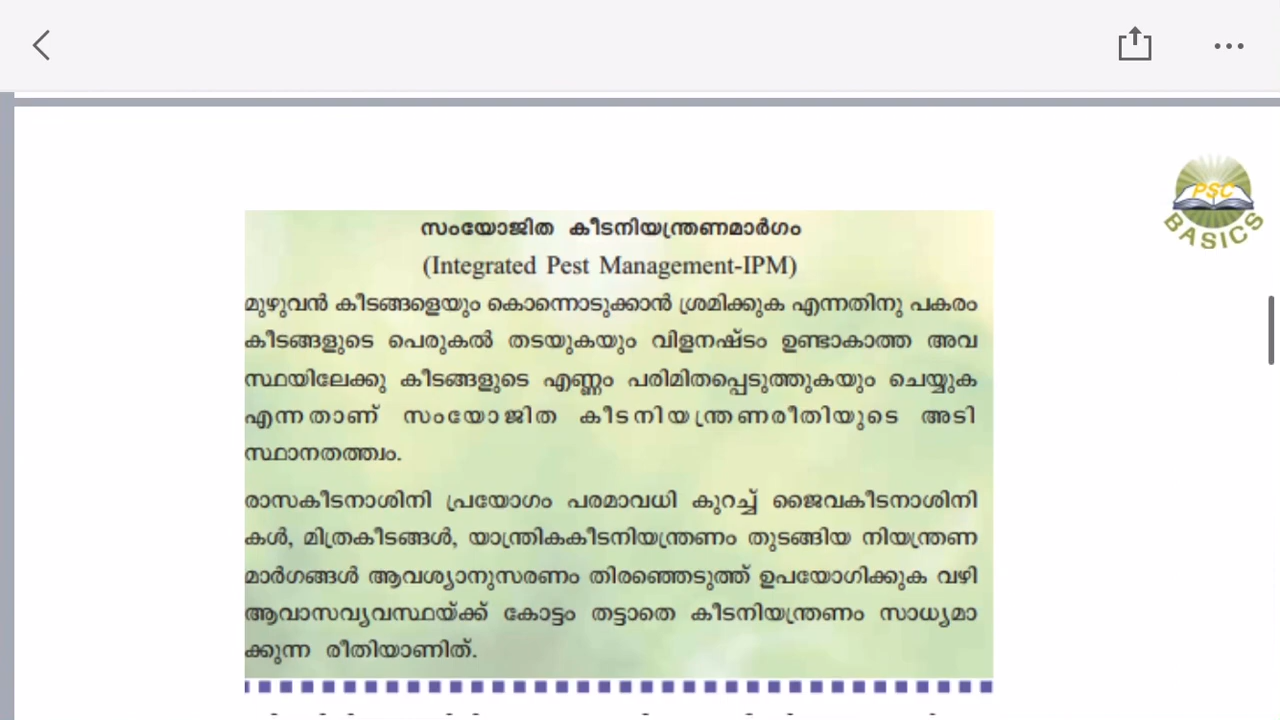 PSC
BASICS
സംയോജിത കീടനിയന്ത്രണമാർഗം
(Integrated Pest Management-IPM)
മുഴുവൻ കീടങ്ങളെയും കൊന്നൊടുക്കാൻ ശ്രമിക്കുക എന്നതിനു പകരം
കീടങ്ങളുടെ പെരുകൽ തടയുകയും വിളനഷ്ടം ഉണ്ടാകാത്ത അവ
സ്ഥയിലേക്കു കീടങ്ങളുടെ എണ്ണം പരിമിതപ്പെടുത്തുകയും ചെയ്യുക
എന്നതാണ് സംയോജിത കീടനിയന്ത്രണരീതിയുടെ അടി
സ്ഥാനതത്ത്വം.
രാസകീടനാശിനി പ്രയോഗം പരമാവധി കുറച്ച് ജൈവകീടനാശിനി
കൾ, മിത്രകീടങ്ങൾ, യാന്ത്രികകീടനിയന്ത്രണം തുടങ്ങിയ നിയന്ത്രണ
മാർഗങ്ങൾ ആവശ്യാനുസരണം തിരഞ്ഞെടുത്ത് ഉപയോഗിക്കുക വഴി
ആവാസവ്യവസ്ഥയ്ക്ക് കോട്ടം തട്ടാതെ കീടനിയന്ത്രണം സാധ്യമാ
ക്കുന്ന രീതിയാണിത്.